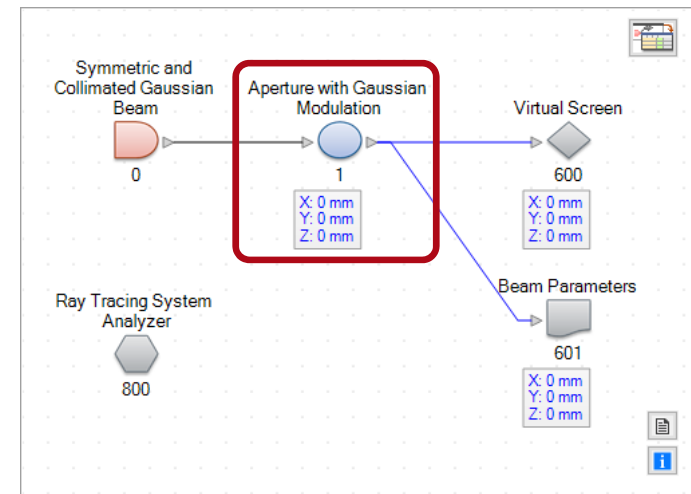 Symmetric and
Collimated Gaussian
Beam
0
Aperture with Gaussian
Modulation
1
X: 0 mm
Y: 0 mm
Z: 0 mm
Virtual Screen
600
X: 0 mm
Y: 0 mm
Z: 0 mm
Ray Tracing System
Analyzer
800
Beam Parameters
601
X: 0 mm
Y: 0 mm
Z: 0 mm
i